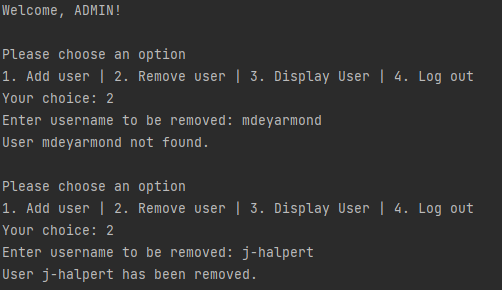 Welcome, ADMIN!
Please choose an option
1. Add user | 2. Remove user | 3. Display User | 4. Log out
Your choice: 2
Enter username to be removed: mdeyarmond
User mdeyarmond not found.
Please choose an option
1. Add user | 2. Remove user | 3. Display User | 4. Log out
Your choice: 2
Enter username to be removed: j-halpert
User j-halpert has been removed.